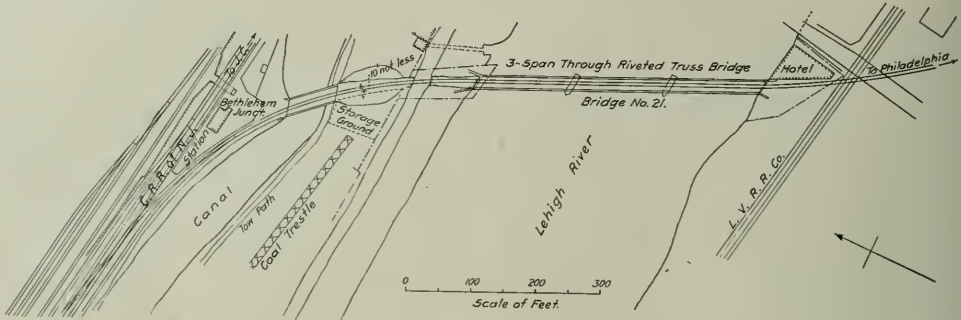 To J.C.
10' not less
3-Span Through Riveted Truss Bridge
Hotel
To Philadelphia
Bethlehem
Junct.
Bridge No. 21.
Storage
Ground
C. R. R. of N. J.
Station
Canal
Tow Path
Coal Trestle
Lehigh River
L. V. R. R. Co.
0 100 200 300
Scale of Feet.